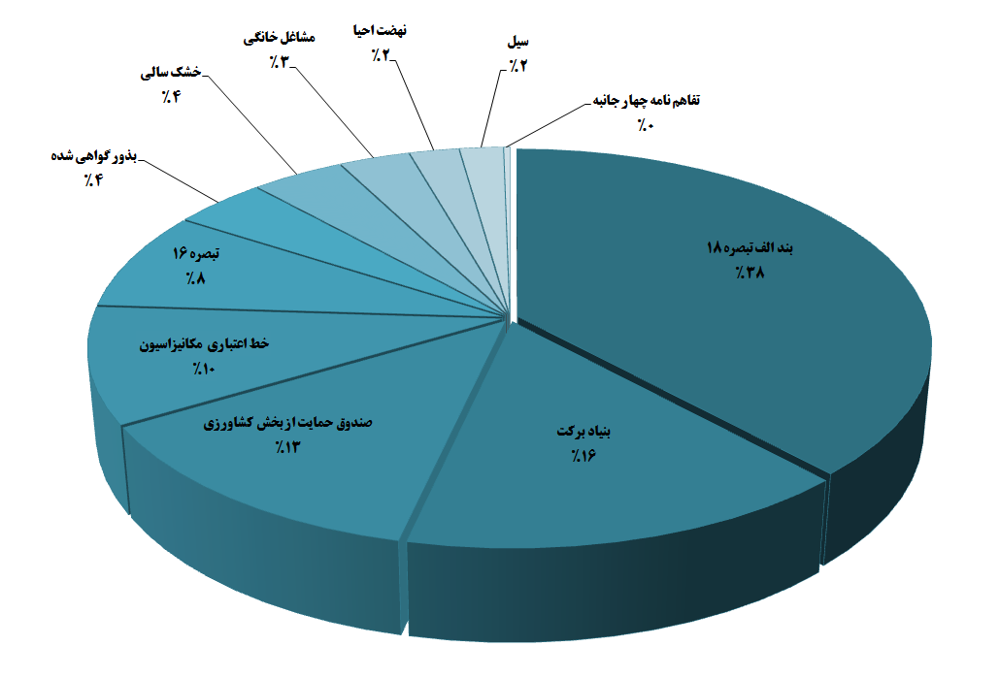 نهضت احیا
٪۲
سیل
٪۲
مشاغل خانگی
٪۳
خشک سالی
٪۴
تفاهم نامه چهار جانبه
٪۰
بذور گواهی شده
٪۴
بند الف تبصره ۱۸
٪۳۸
تبصره ۱۶
٪۸
خط اعتباری مکانیزاسیون
٪۱۰
صندوق حمایت از بخش کشاورزی
٪۱۳
بنیاد برکت
٪۱۶